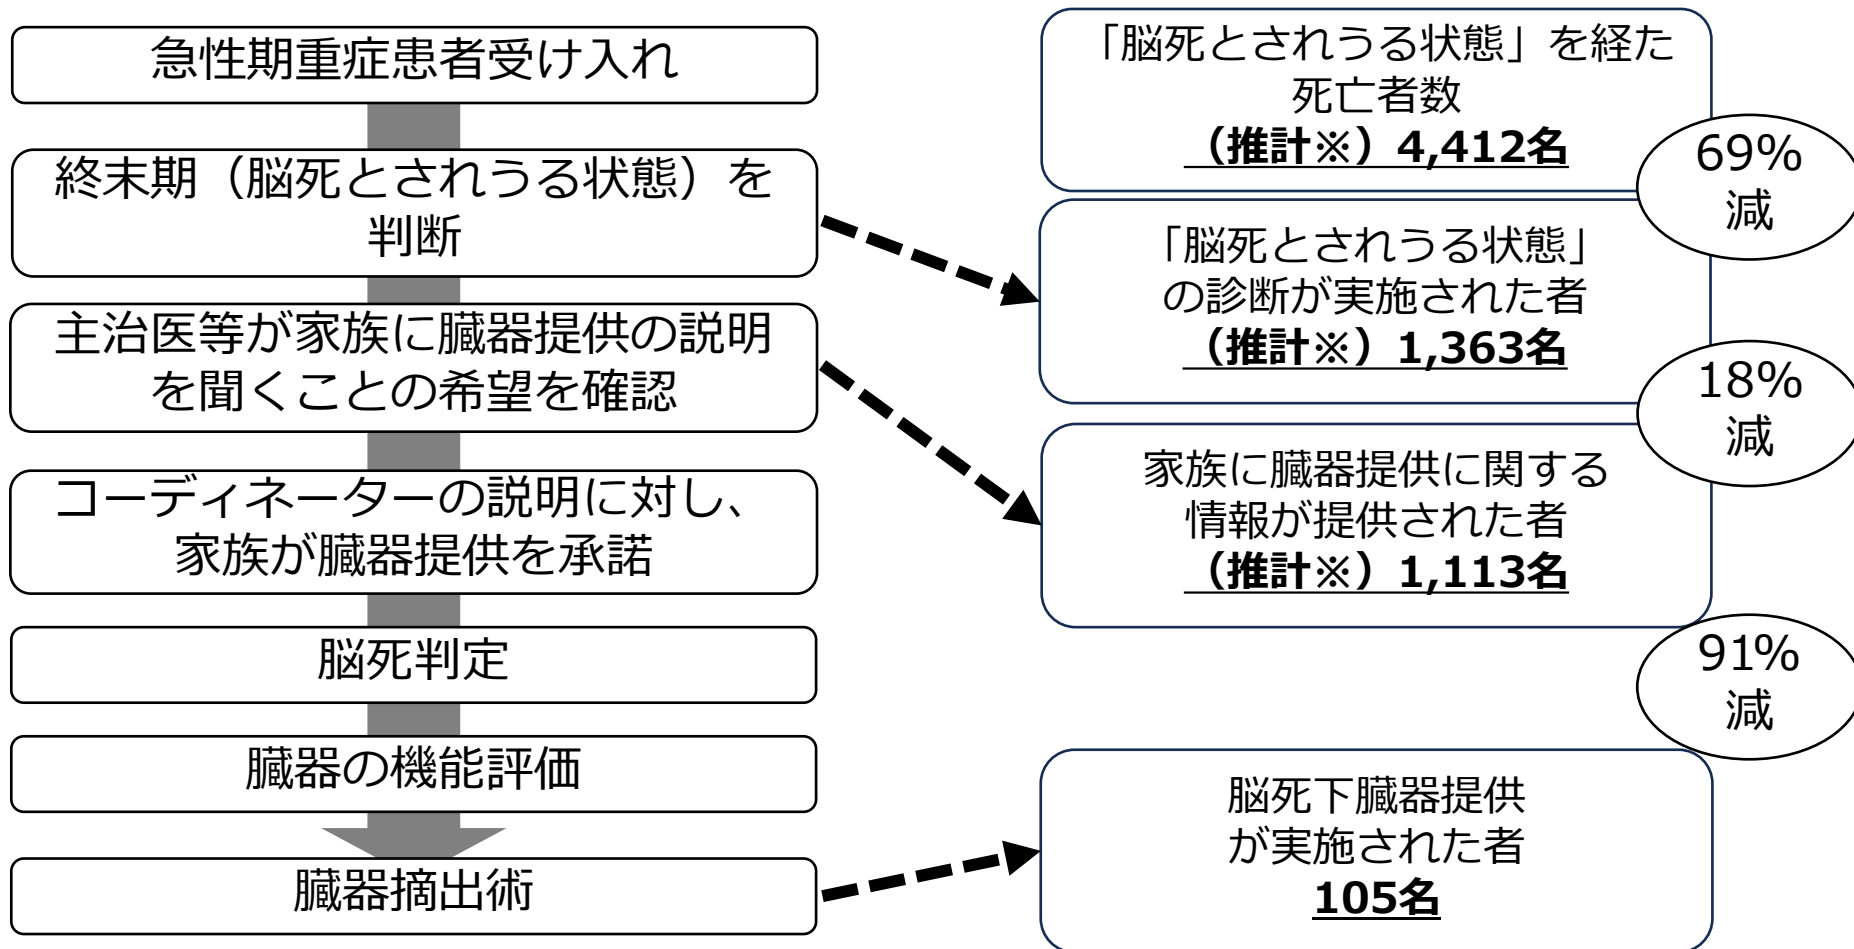 急性期重症患者受け入れ
終末期（脳死とされうる状態）を
判断
主治医等が家族に臓器提供の説明
を聞くことの希望を確認
コーディネーターの説明に対し、
家族が臓器提供を承諾
脳死判定
臓器の機能評価
臓器摘出術
「脳死とされうる状態」を経た
死亡者数
（推計※）4,412名
69%
減
「脳死とされうる状態」
の診断が実施された者
（推計※）1,363名
18%
減
家族に臓器提供に関する
情報が提供された者
（推計※）1,113名
91%
減
脳死下臓器提供
が実施された者
105名